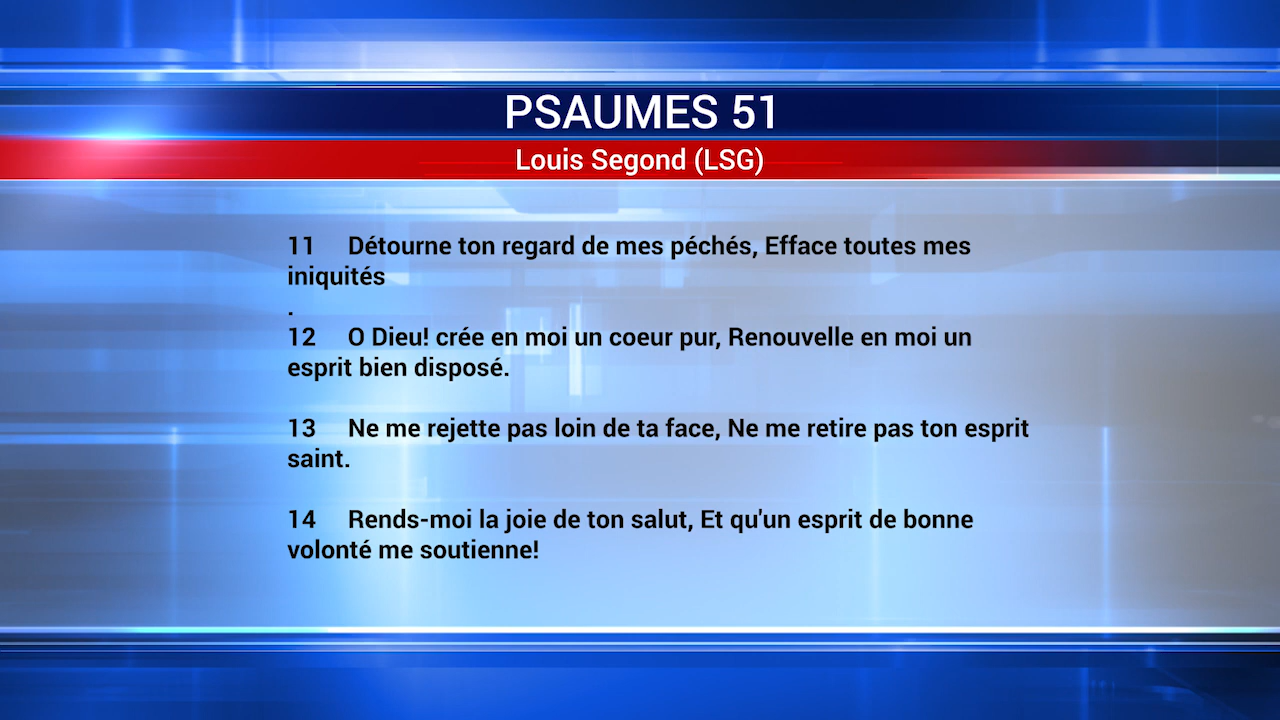 PSAUMES 51
Louis Segond (LSG)
11 Détourne ton regard de mes péchés, Efface toutes mes
iniquités
.
12 O Dieu! crée en moi un coeur pur, Renouvelle en moi un
esprit bien disposé.
13 Ne me rejette pas loin de ta face, Ne me retire pas ton esprit
saint.
14 Rends-moi la joie de ton salut, Et qu'un esprit de bonne
volonté me soutienne!